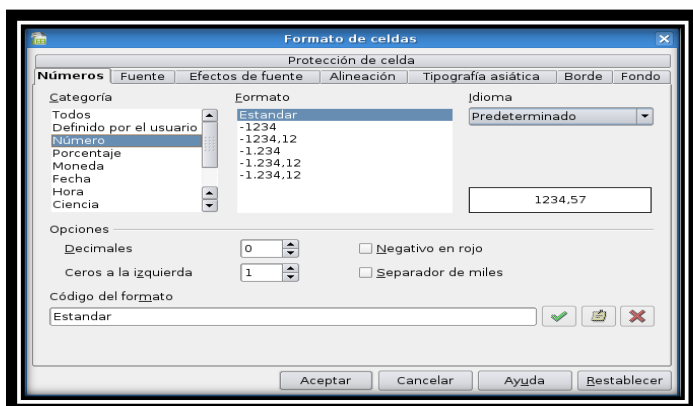 Formato de celdas
Protección de celda
Números Fuente Efectos de fuente Alineación Tipografía asiática Borde Fondo
Categoría Formato Idioma
Todos Estandar Predeterminado
Definido por el usuario -1234
Número -1234,12
Porcentaje -1.234
Moneda -1.234,12
Fecha -1.234,12
Hora
Ciencia 1234,57
Opciones
Decimales 0 Negativo en rojo
Ceros a la izquierda 1 Separador de miles
Código del formato
Estandar
Aceptar Cancelar Ayuda Restablecer